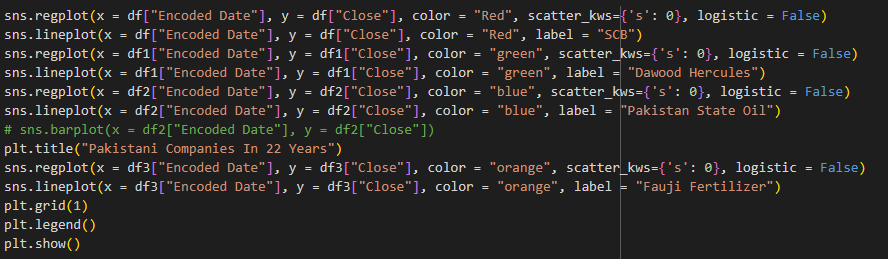 sns.regplot(x = df["Encoded Date"], y = df["Close"], color = "Red", scatter_kws={'s': 0}, logistic = False)
sns.lineplot(x = df["Encoded Date"], y = df["Close"], color = "Red", label = "SCB")
sns.regplot(x = df1["Encoded Date"], y = df1["Close"], color = "green", scatter_kws={'s': 0}, logistic = False)
sns.lineplot(x = df1["Encoded Date"], y = df1["Close"], color = "green", label = "Dawood Hercules")
sns.regplot(x = df2["Encoded Date"], y = df2["Close"], color = "blue", scatter_kws={'s': 0}, logistic = False)
sns.lineplot(x = df2["Encoded Date"], y = df2["Close"], color = "blue", label = "Pakistan State Oil")
# sns.barplot(x = df2["Encoded Date"], y = df2["Close"])
plt.title("Pakistani Companies In 22 Years")
sns.regplot(x = df3["Encoded Date"], y = df3["Close"], color = "orange", scatter_kws={'s': 0}, logistic = False)
sns.lineplot(x = df3["Encoded Date"], y = df3["Close"], color = "orange", label = "Fauji Fertilizer")
plt.grid(1)
plt.legend()
plt.show()